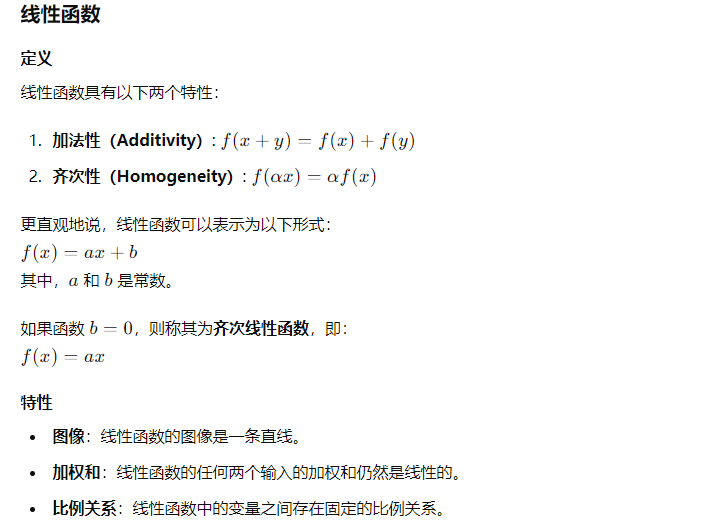 线性函数
定义
线性函数具有以下两个特性：
1. 加法性（Additivity）: f(x + y) = f(x) + f(y)
2. 齐次性（Homogeneity）: f(αx) = αf(x)
更直观地说，线性函数可以表示为以下形式：
f(x) = ax + b
其中，a 和 b 是常数。
如果函数 b = 0，则称其为齐次线性函数，即：
f(x) = ax
特性
• 图像：线性函数的图像是一条直线。
• 加权和：线性函数的任何两个输入的加权和仍然是线性的。
• 比例关系：线性函数中的变量之间存在固定的比例关系。